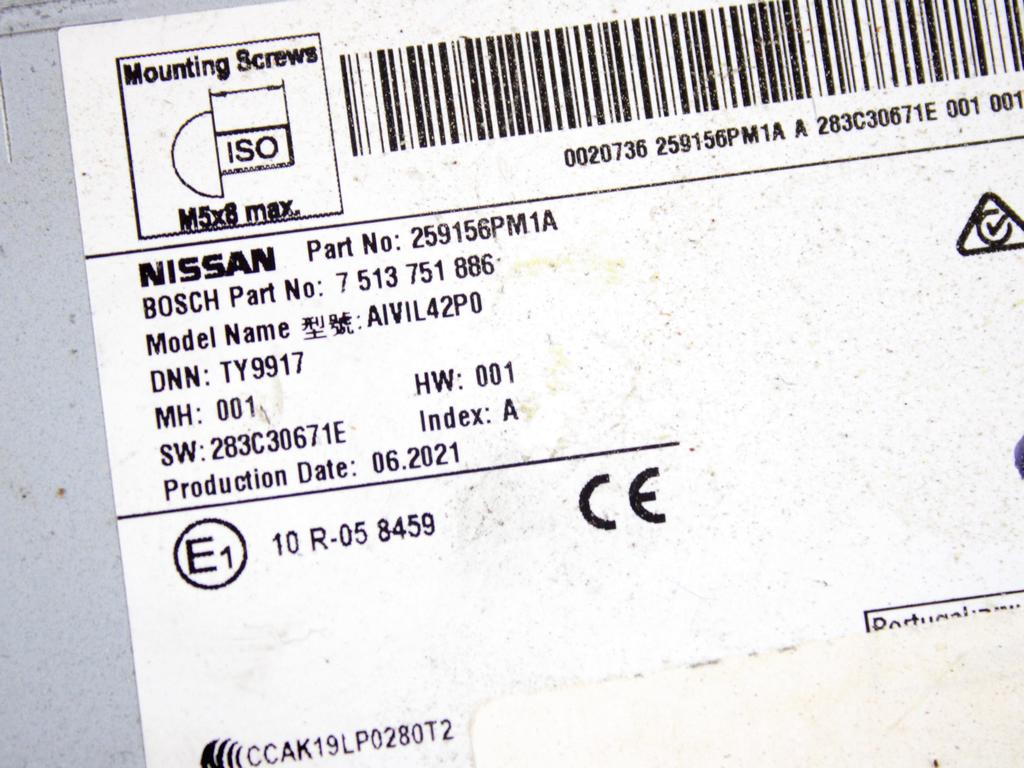 Mounting Screws
ISO
M5x8 max.
0020736 259156PM1A A 283C30671E 001 001
NISSAN Part No: 259156PM1A
BOSCH Part No: 7 513 751 886
Model Name 型號: AIVIL42P0
DNN: TY9917
MH: 001 HW: 001
SW: 283C30671E Index: A
Production Date: 06.2021
E1 10 R-05 8459 CE
CCAK19LP0280T2